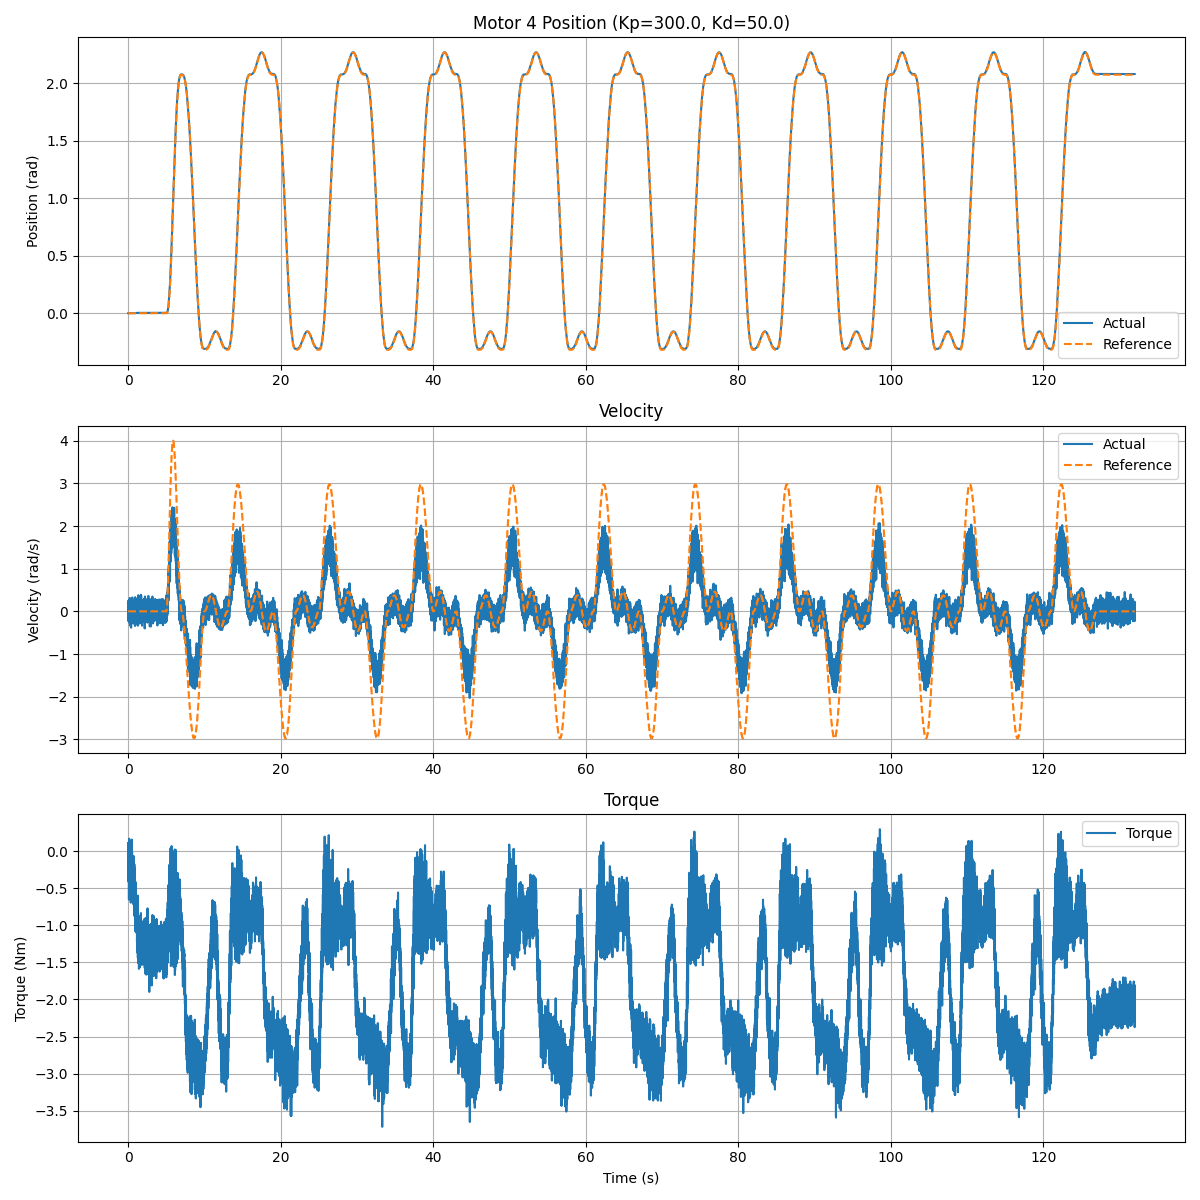 Motor 4 Position (Kp=300.0, Kd=50.0)
Position (rad)
2.0
1.5
1.0
0.5
0.0
Actual
Reference
0 20 40 60 80 100 120
Velocity
Velocity (rad/s)
4
3
2
1
0
−1
−2
−3
Actual
Reference
0 20 40 60 80 100 120
Torque
Torque (Nm)
0.0
−0.5
−1.0
−1.5
−2.0
−2.5
−3.0
−3.5
Torque
0 20 40 60 80 100 120
Time (s)